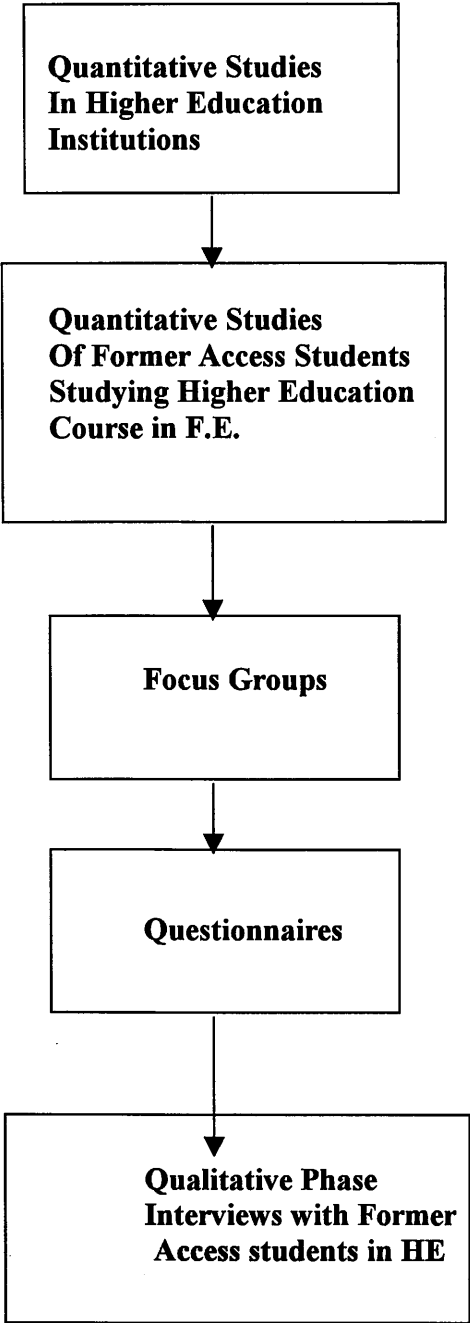 Quantitative Studies
In Higher Education
Institutions
Quantitative Studies
Of Former Access Students
Studying Higher Education
Course in F.E.
Focus Groups
Questionnaires
Qualitative Phase
Interviews with Former
Access students in HE